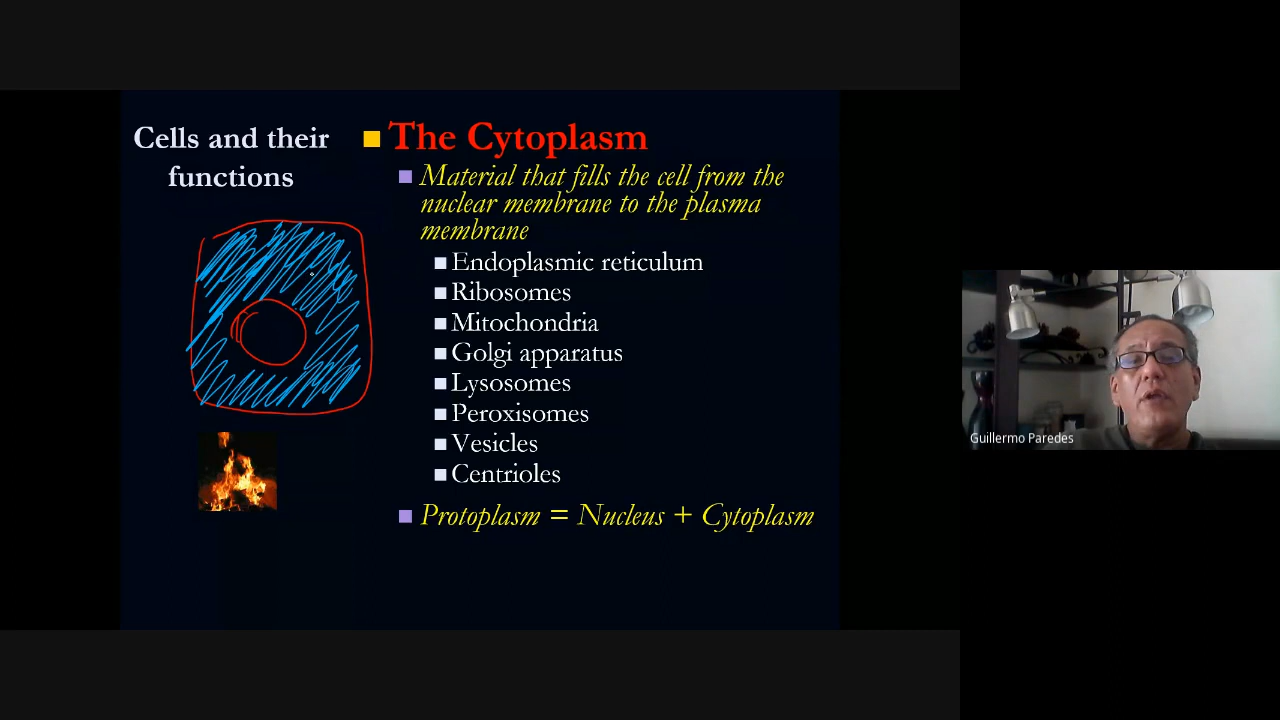 Cells and their
functions
The Cytoplasm
Material that fills the cell from the
nuclear membrane to the plasma
membrane
Endoplasmic reticulum
Ribosomes
Mitochondria
Golgi apparatus
Lysosomes
Peroxisomes
Vesicles
Centrioles
Protoplasm = Nucleus + Cytoplasm
Guillermo Paredes